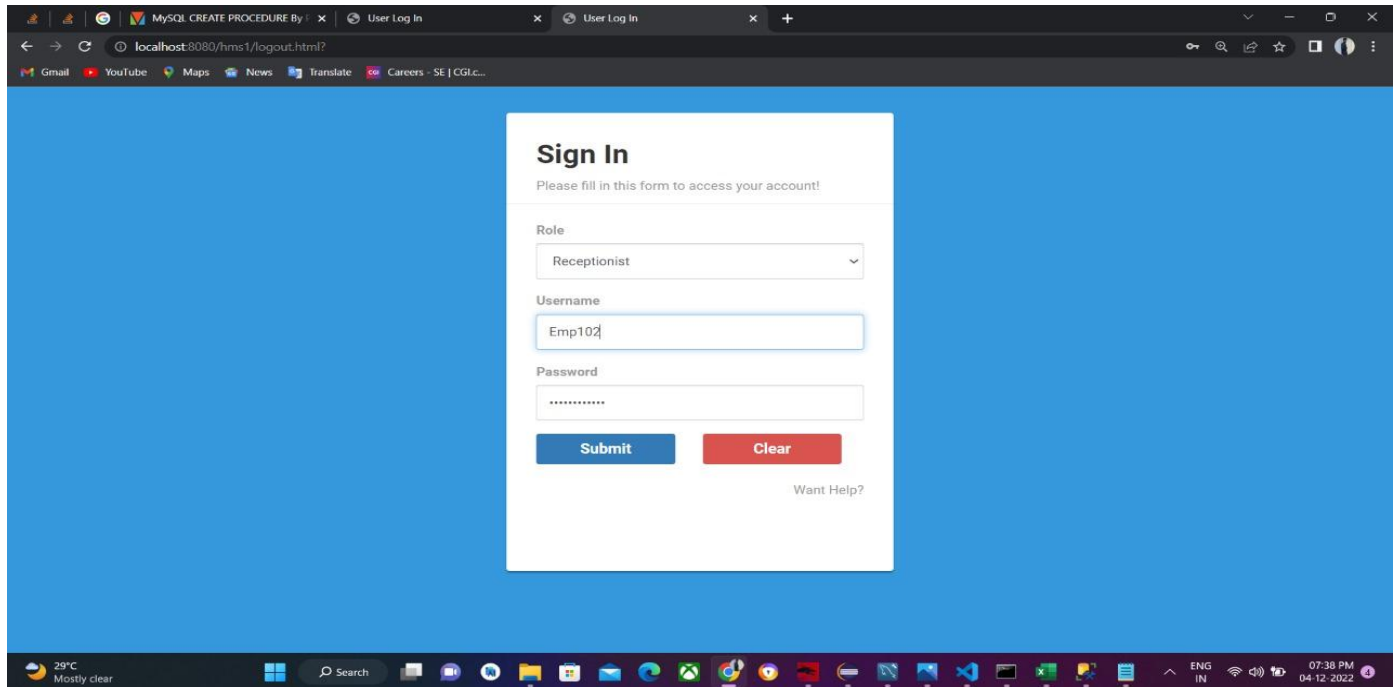 MySQL CREATE PROCEDURE By
User Log In
User Log In
localhost:8080/hms1/logout.html?
Gmail
YouTube
Maps
News
Translate
CGI
Careers - SE | CGI.c...
Sign In
Please fill in this form to access your account!
Role
Receptionist
Username
Emp102
Password
............
Submit
Clear
Want Help?
29°C
Mostly clear
Search
ENG
IN
07:38 PM
04-12-2022
4